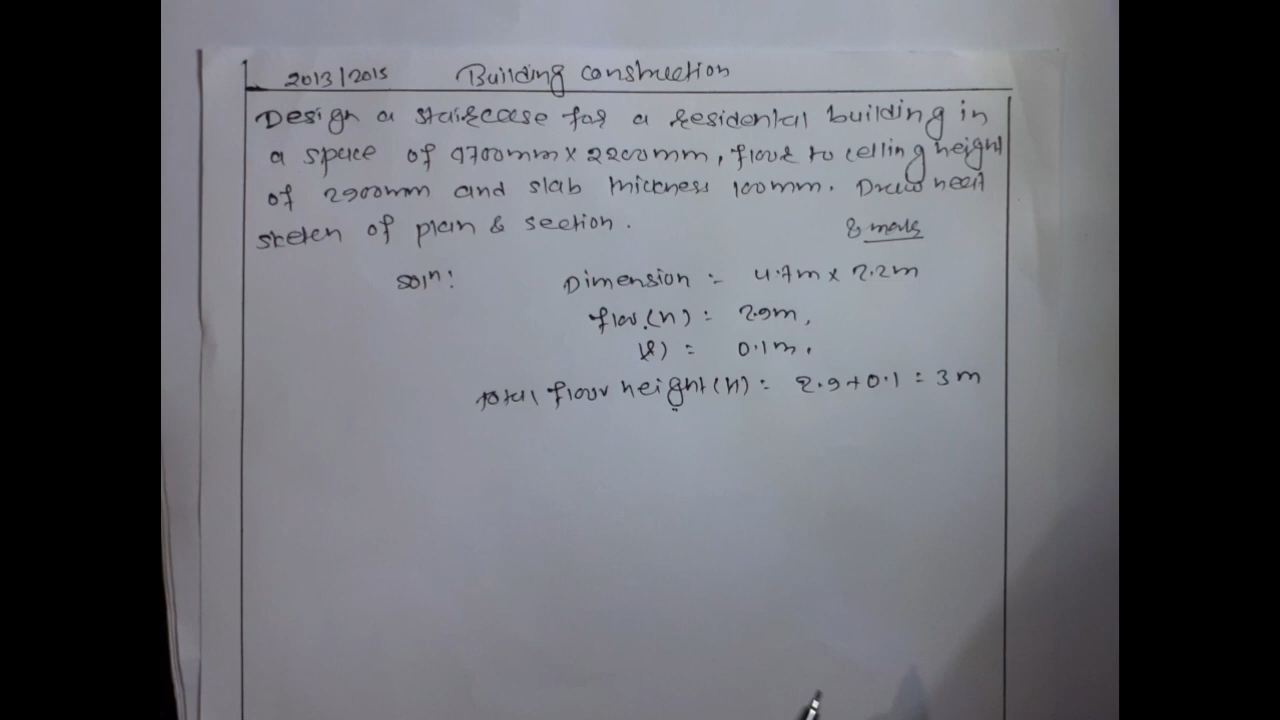 2013/2015 Building construction
Design a staircase for a residental building in
a space of 4700mm x 2200mm, floor to celling height
of 2900mm and slab thickness 100mm. Draw neat
sketch of plan & section.
8 marks
Solⁿ: Dimension := 4.7m x 2.2m
floor(h) = 2.9m,
(t) = 0.1m.
total floor height(H) = 2.9+0.1 = 3m